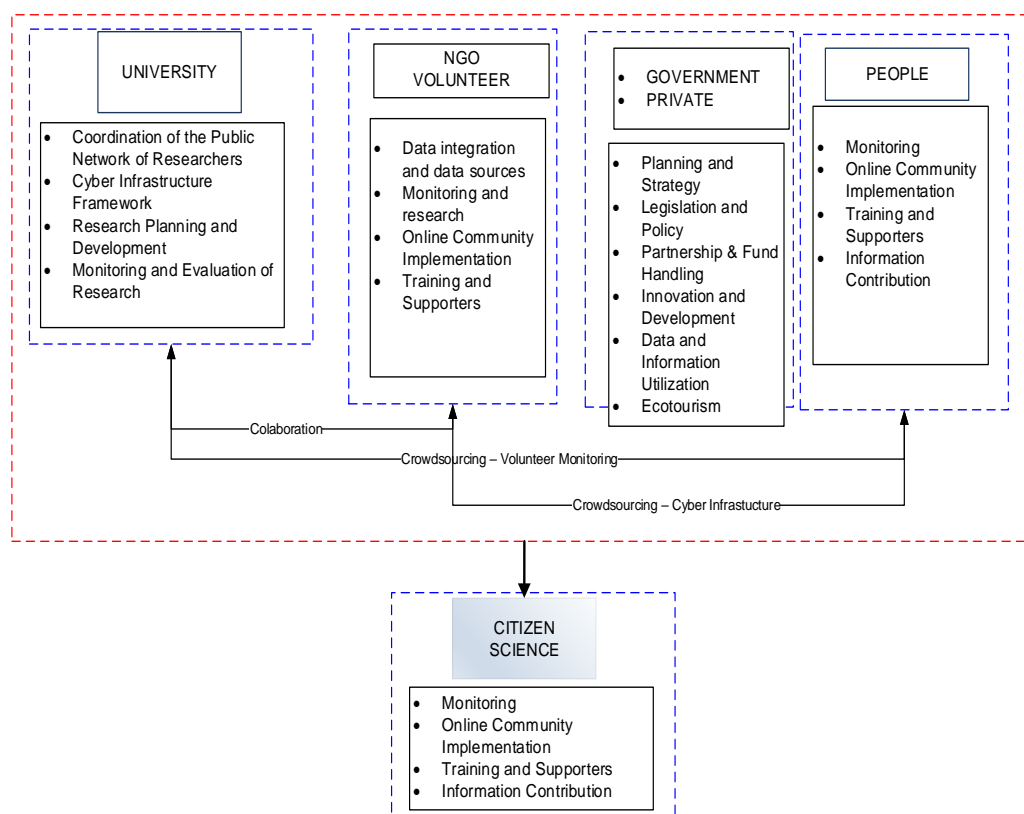 UNIVERSITY
• Coordination of the Public
Network of Researchers
• Cyber Infrastructure
Framework
• Research Planning and
Development
• Monitoring and Evaluation of
Research
NGO
VOLUNTEER
• Data integration
and data sources
• Monitoring and
research
• Online Community
Implementation
• Training and
Supporters
• GOVERNMENT
• PRIVATE
• Planning and
Strategy
• Legislation and
Policy
• Partnership & Fund
Handling
• Innovation and
Development
• Data and
Information
Utilization
• Ecotourism
PEOPLE
• Monitoring
• Online Community
Implementation
• Training and
Supporters
• Information
Contribution
Colaboration
Crowdsourcing – Volunteer Monitoring
Crowdsourcing – Cyber Infrastucture
CITIZEN
SCIENCE
• Monitoring
• Online Community
Implementation
• Training and Supporters
• Information Contribution